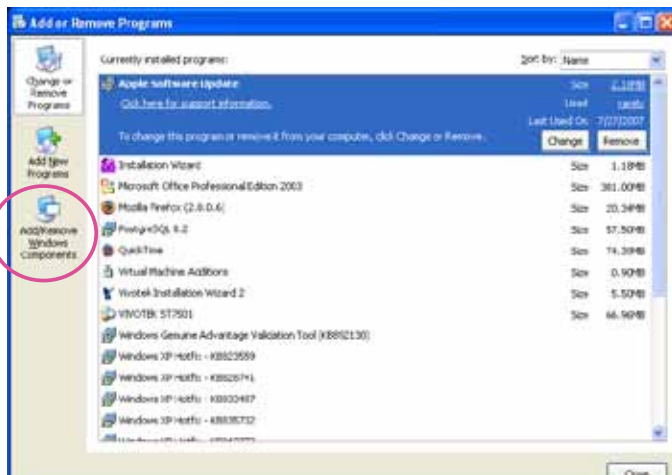 Add or Remove Programs
Change or Remove Programs
Add New Programs
Add/Remove Windows Components
Currently installed programs:
Sort by: Name
Apple Software Update Size 2.18MB
Click here for support information. Used rarely
Last Used On 7/27/2007
To change this program or remove it from your computer, click Change or Remove.
Change Remove
Installation Wizard Size 1.18MB
Microsoft Office Professional Edition 2003 Size 381.00MB
Mozilla Firefox (2.0.0.6) Size 20.34MB
PostgreSQL 8.2 Size 57.50MB
QuickTime Size 74.39MB
Virtual Machine Additions Size 0.90MB
Vivotek Installation Wizard 2 Size 5.50MB
VIVOTEK ST7501 Size 66.96MB
Windows Genuine Advantage Validation Tool (KB892130)
Windows XP Hotfix - KB823559
Windows XP Hotfix - KB826741
Windows XP Hotfix -
Windows XP Hotfix - KB835732
Windows XP Hotfix -
Close